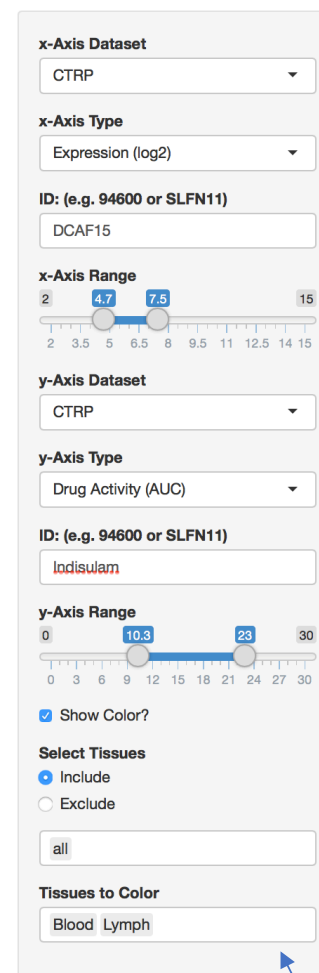 x-Axis Dataset
CTRP
x-Axis Type
Expression (log2)
ID: (e.g. 94600 or SLFN11)
DCAF15
x-Axis Range
2 4.7 7.5 15
2 3.5 5 6.5 8 9.5 11 12.5 14 15
y-Axis Dataset
CTRP
y-Axis Type
Drug Activity (AUC)
ID: (e.g. 94600 or SLFN11)
Indisulam
y-Axis Range
0 10.3 23 30
0 3 6 9 12 15 18 21 24 27 30
Show Color?
Select Tissues
Include
Exclude
all
Tissues to Color
Blood Lymph